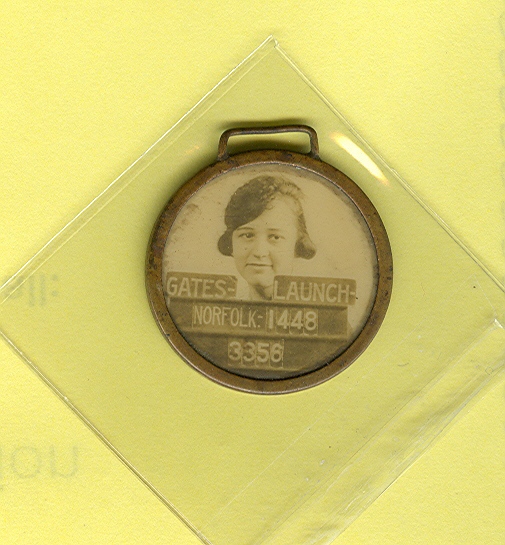 GATES- LAUNCH-
NORFOLK-1448
3356